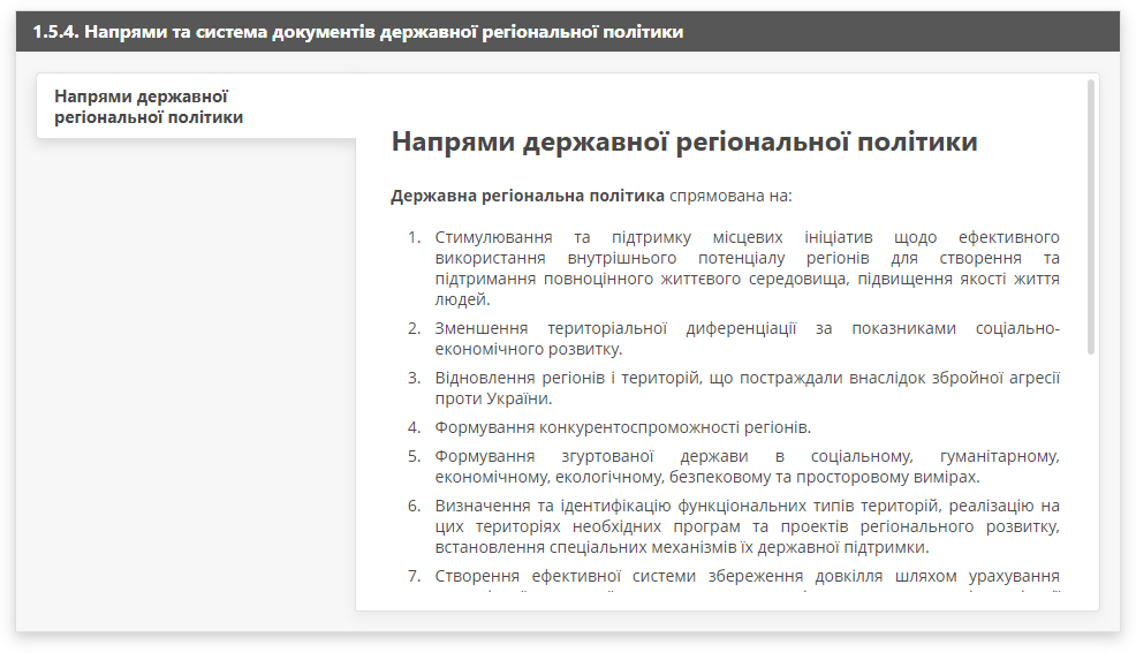 1.5.4. Напрями та система документів державної регіональної політики
Напрями державної
регіональної політики
Напрями державної регіональної політики
Державна регіональна політика спрямована на:
1. Стимулювання та підтримку місцевих ініціатив щодо ефективного
використання внутрішнього потенціалу регіонів для створення та
підтримання повноцінного життєвого середовища, підвищення якості життя
людей.
2. Зменшення територіальної диференціації за показниками соціально-
економічного розвитку.
3. Відновлення регіонів і територій, що постраждали внаслідок збройної агресії
проти України.
4. Формування конкурентоспроможності регіонів.
5. Формування згуртованої держави в соціальному, гуманітарному,
економічному, екологічному, безпековому та просторовому вимірах.
6. Визначення та ідентифікацію функціональних типів територій, реалізацію на
цих територіях необхідних програм та проектів регіонального розвитку,
встановлення спеціальних механізмів їх державної підтримки.
7. Створення ефективної системи збереження довкілля шляхом урахування